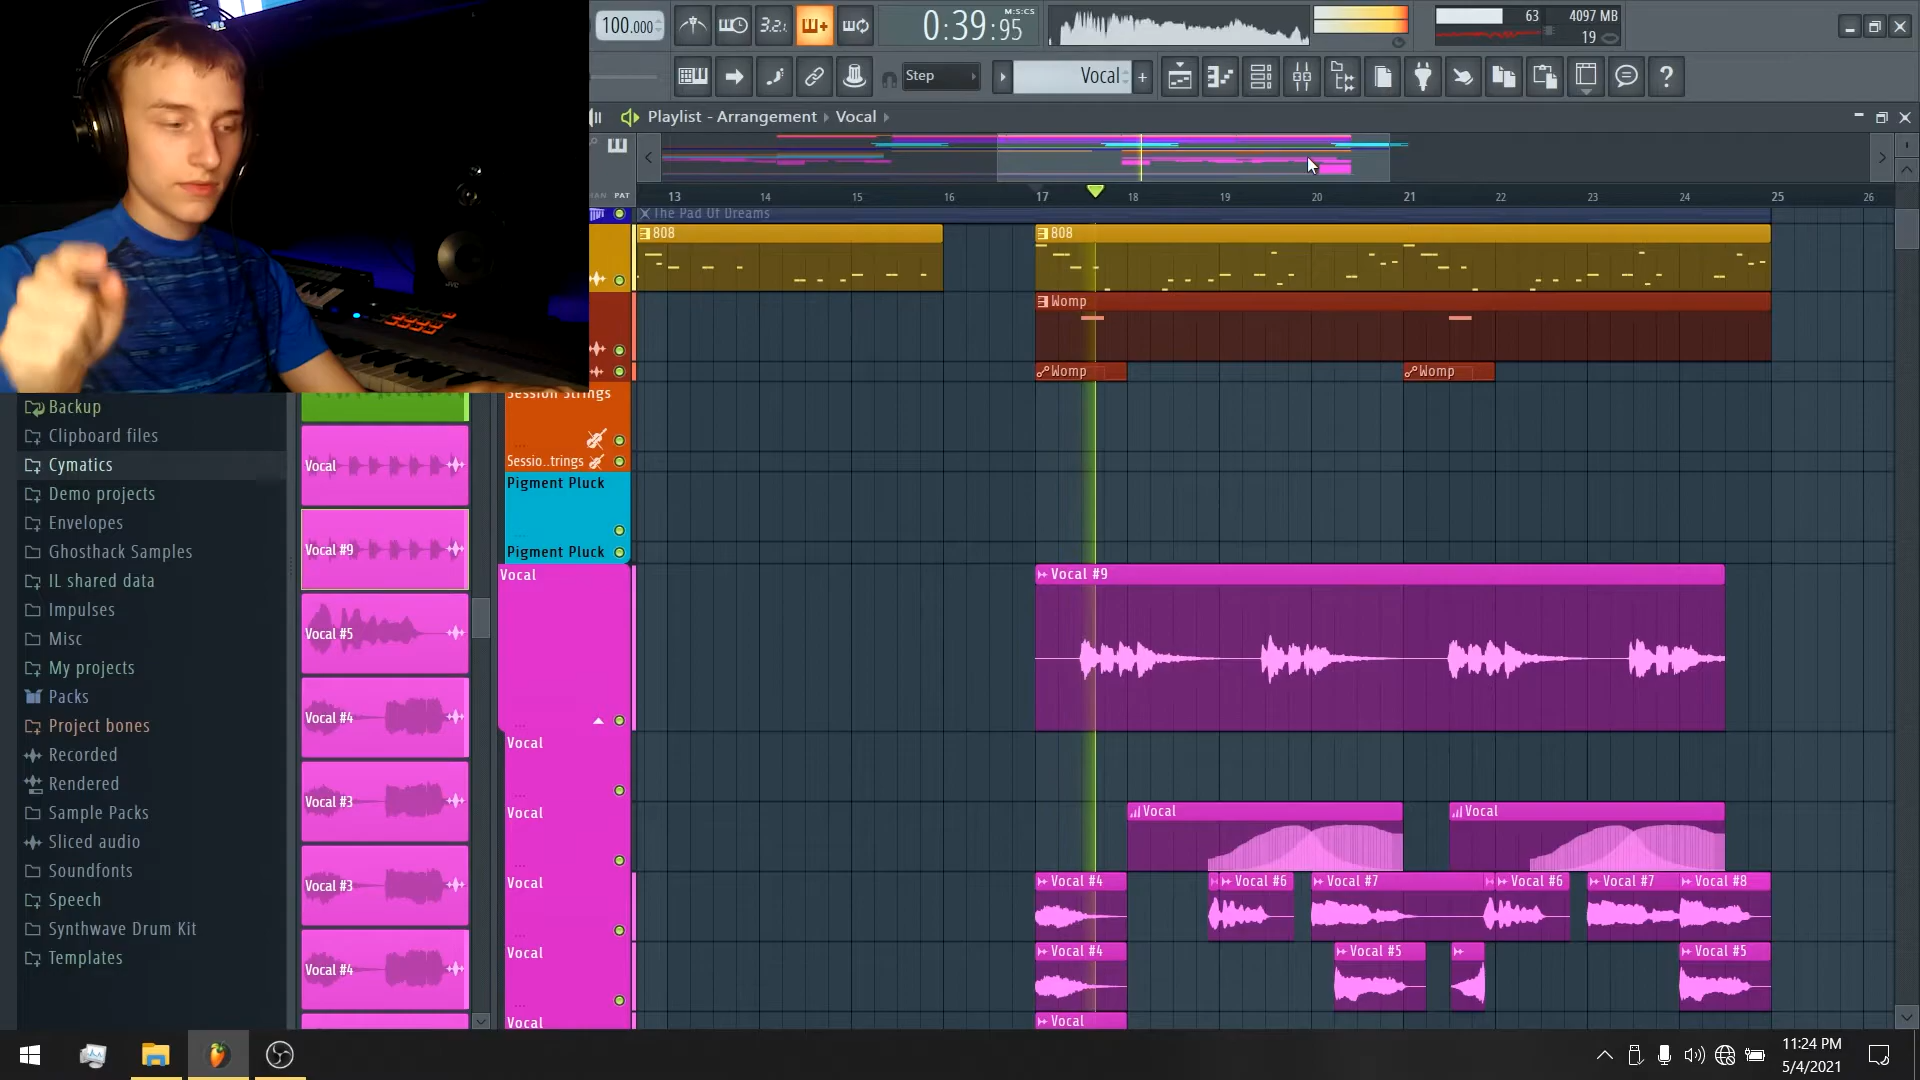 100.000
3.2.1
0:39:95
M:S:CS
63
4097 MB
19
Step
Vocal
+
?
Playlist - Arrangement
Vocal
PAT
13
14
15
16
17
18
19
20
21
22
23
24
25
26
The Pad Of Dreams
808
808
Womp
Womp
Womp
JVC
Backup
Clipboard files
Cymatics
Demo projects
Envelopes
Ghosthack Samples
IL shared data
Impulses
Misc
My projects
Packs
Project bones
Recorded
Rendered
Sample Packs
Sliced audio
Soundfonts
Speech
Synthwave Drum Kit
Templates
Vocal
Vocal #9
Vocal #5
Vocal #4
Vocal #3
Vocal #3
Vocal #4
Session Strings
Sessio..trings
Pigment Pluck
Pigment Pluck
Vocal
Vocal
Vocal
Vocal
Vocal
Vocal
Vocal #9
Vocal
Vocal
Vocal #4
Vocal #6
Vocal #7
Vocal #6
Vocal #7
Vocal #8
Vocal #4
Vocal #5
Vocal #5
Vocal
11:24 PM
5/4/2021